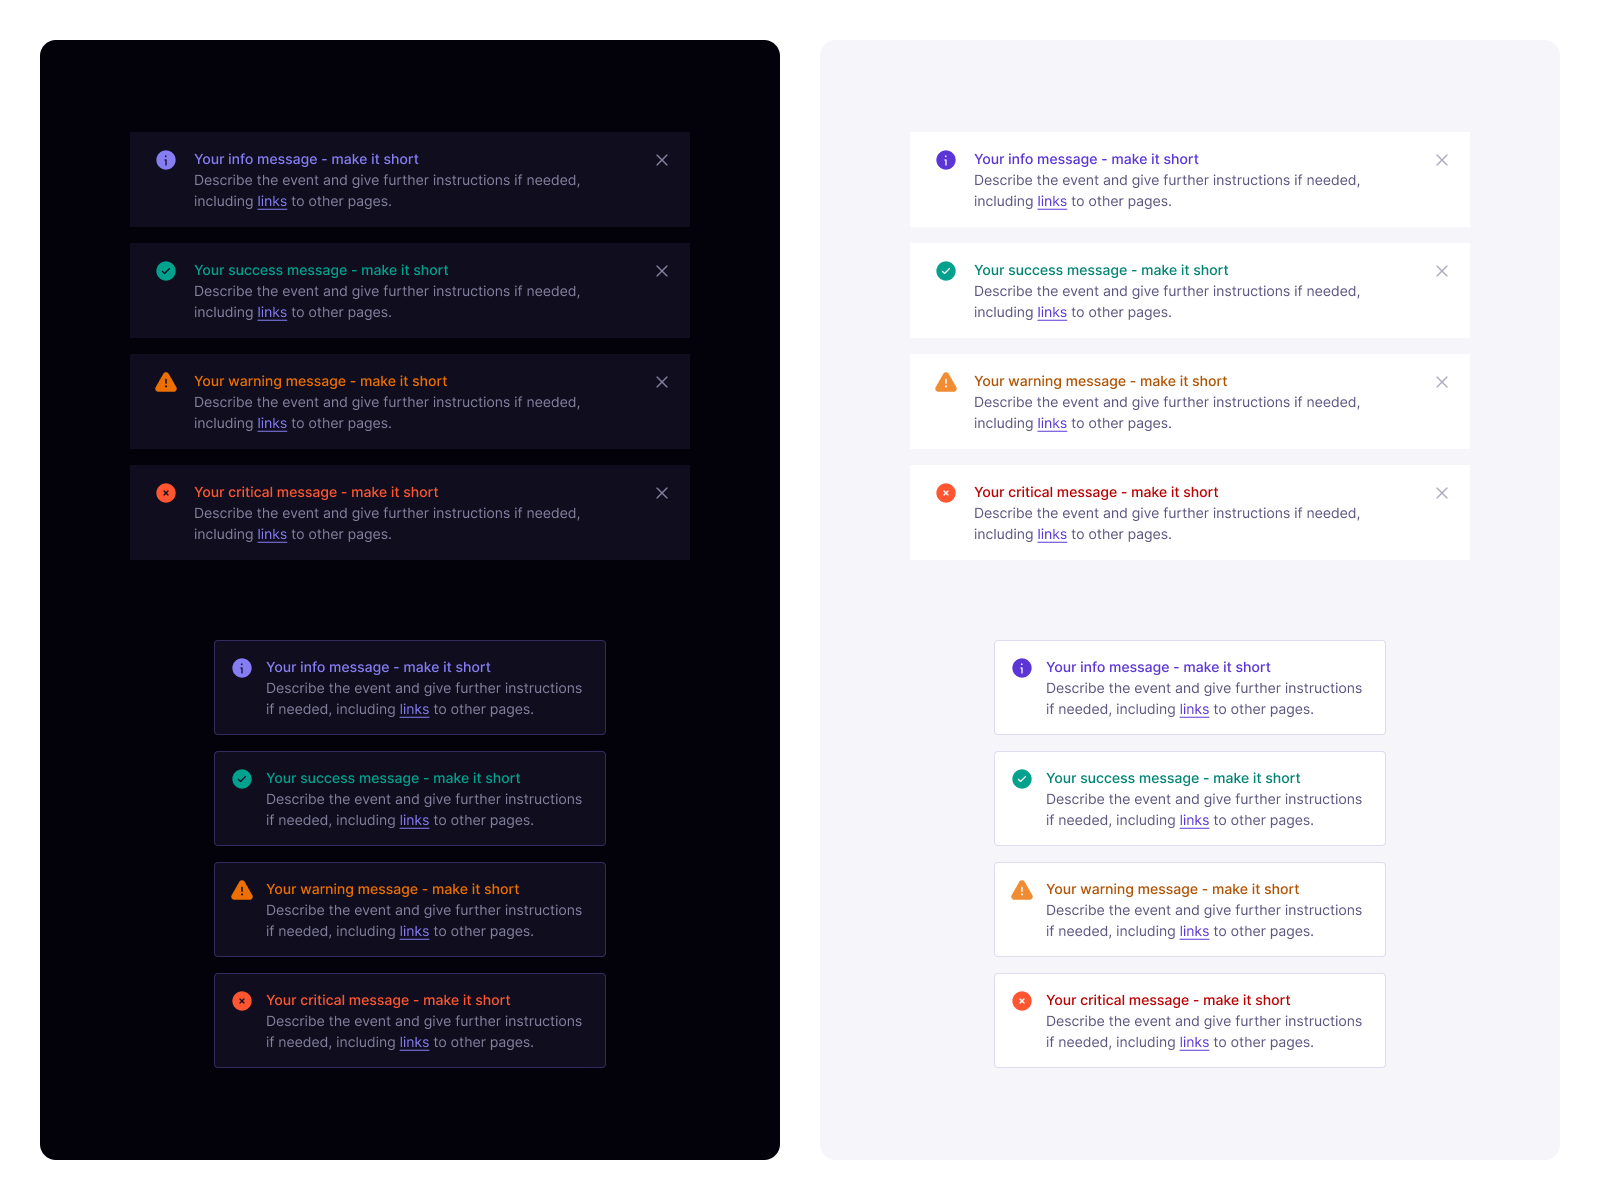 Your info message - make it short
Describe the event and give further instructions if needed,
including links to other pages.
Your success message - make it short
Describe the event and give further instructions if needed,
including links to other pages.
Your warning message - make it short
Describe the event and give further instructions if needed,
including links to other pages.
Your critical message - make it short
Describe the event and give further instructions if needed,
including links to other pages.
Your info message - make it short
Describe the event and give further instructions
if needed, including links to other pages.
Your success message - make it short
Describe the event and give further instructions
if needed, including links to other pages.
Your warning message - make it short
Describe the event and give further instructions
if needed, including links to other pages.
Your critical message - make it short
Describe the event and give further instructions
if needed, including links to other pages.
Your info message - make it short
Describe the event and give further instructions if needed,
including links to other pages.
Your success message - make it short
Describe the event and give further instructions if needed,
including links to other pages.
Your warning message - make it short
Describe the event and give further instructions if needed,
including links to other pages.
Your critical message - make it short
Describe the event and give further instructions if needed,
including links to other pages.
Your info message - make it short
Describe the event and give further instructions
if needed, including links to other pages.
Your success message - make it short
Describe the event and give further instructions
if needed, including links to other pages.
Your warning message - make it short
Describe the event and give further instructions
if needed, including links to other pages.
Your critical message - make it short
Describe the event and give further instructions
if needed, including links to other pages.